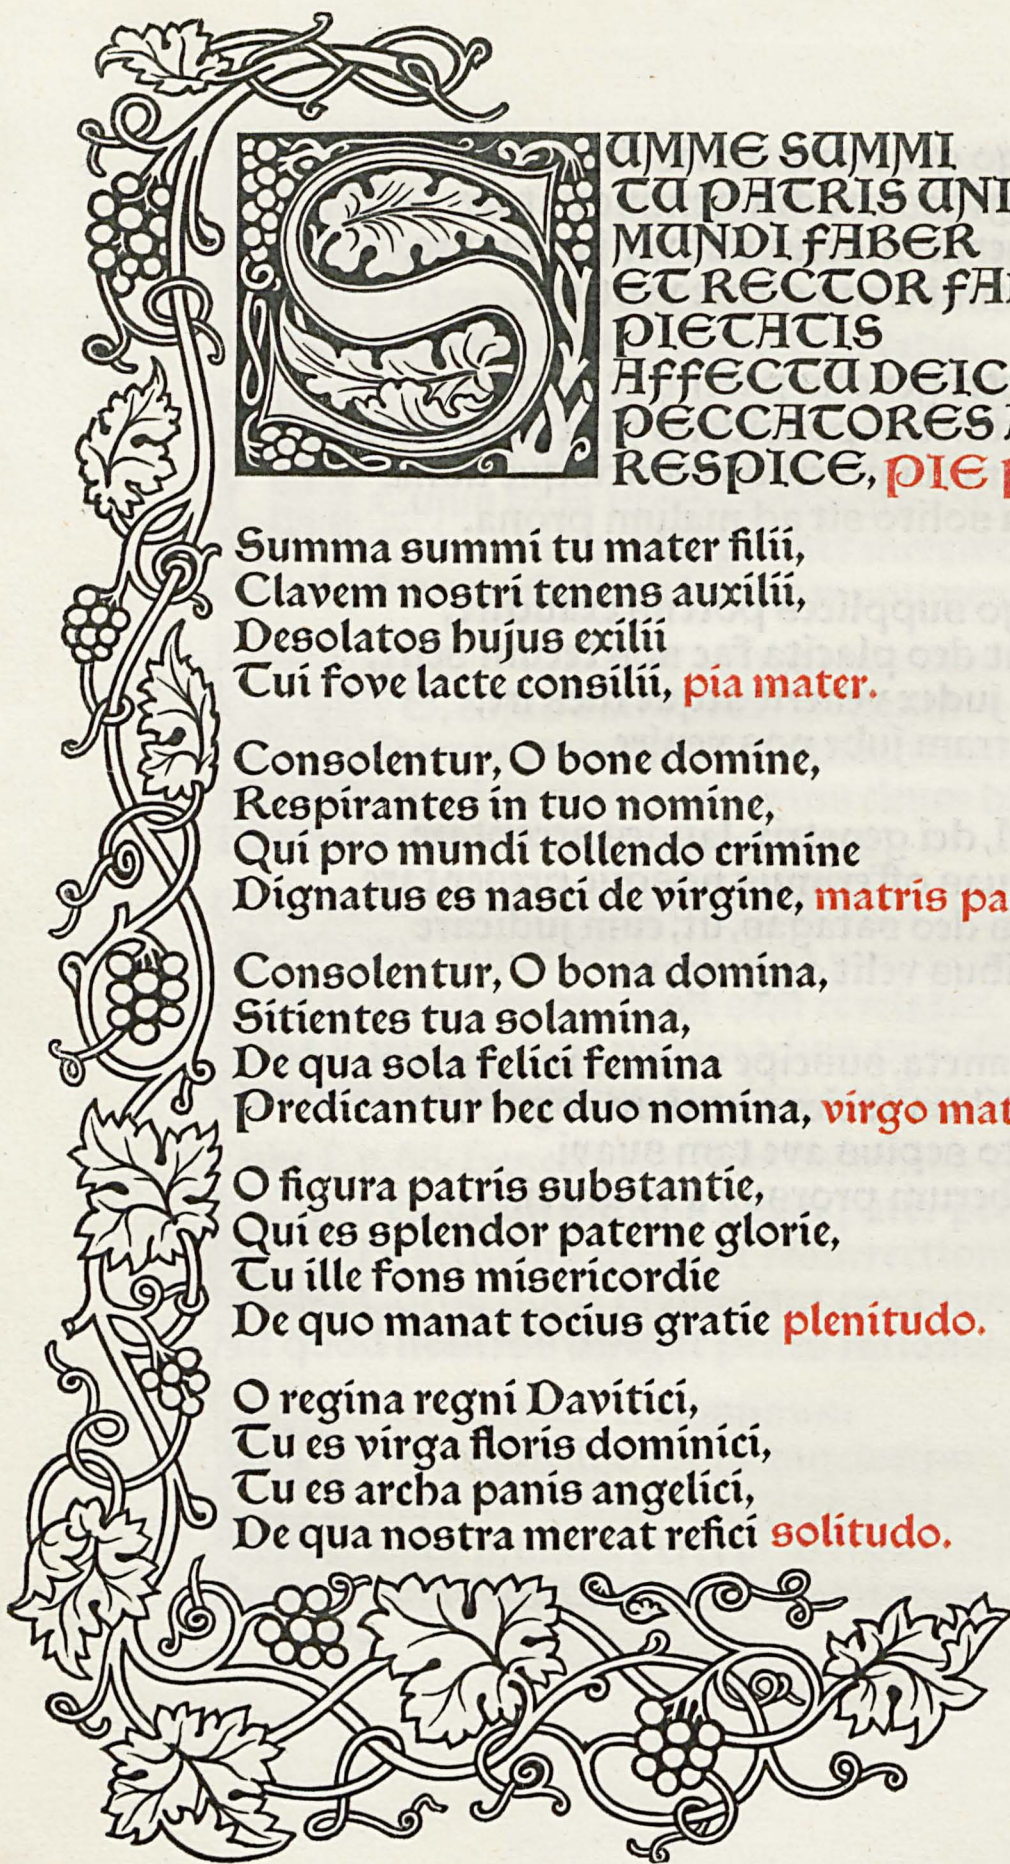 SUMME SUMMI
TU PATRIS UNI
MUNDI FABER
ET RECTOR
PIETATIS
AFFECTU DEIC
PECCATORES
RESPICE, PIE
Summa summi tu mater filii,
Clavem nostri tenens auxilii,
Desolatos hujus exilii
Tui fove lacte consilii, pia mater.
Consolentur, O bone domine,
Respirantes in tuo nomine,
Qui pro mundi tollendo crimine
Dignatus es nasci de virgine, matris pa
Consolentur, O bona domina,
Sitientes tua solamina,
De qua sola felici femina
Predicantur hec duo nomina, virgo mat
O figura patris substantie,
Qui es splendor paterne glorie,
Tu ille fons misericordie
De quo manat tocius gratie plenitudo.
O regina regni Davitici,
Tu es virga floris dominici,
Tu es archa panis angelici,
De qua nostra mereat refici solitudo.